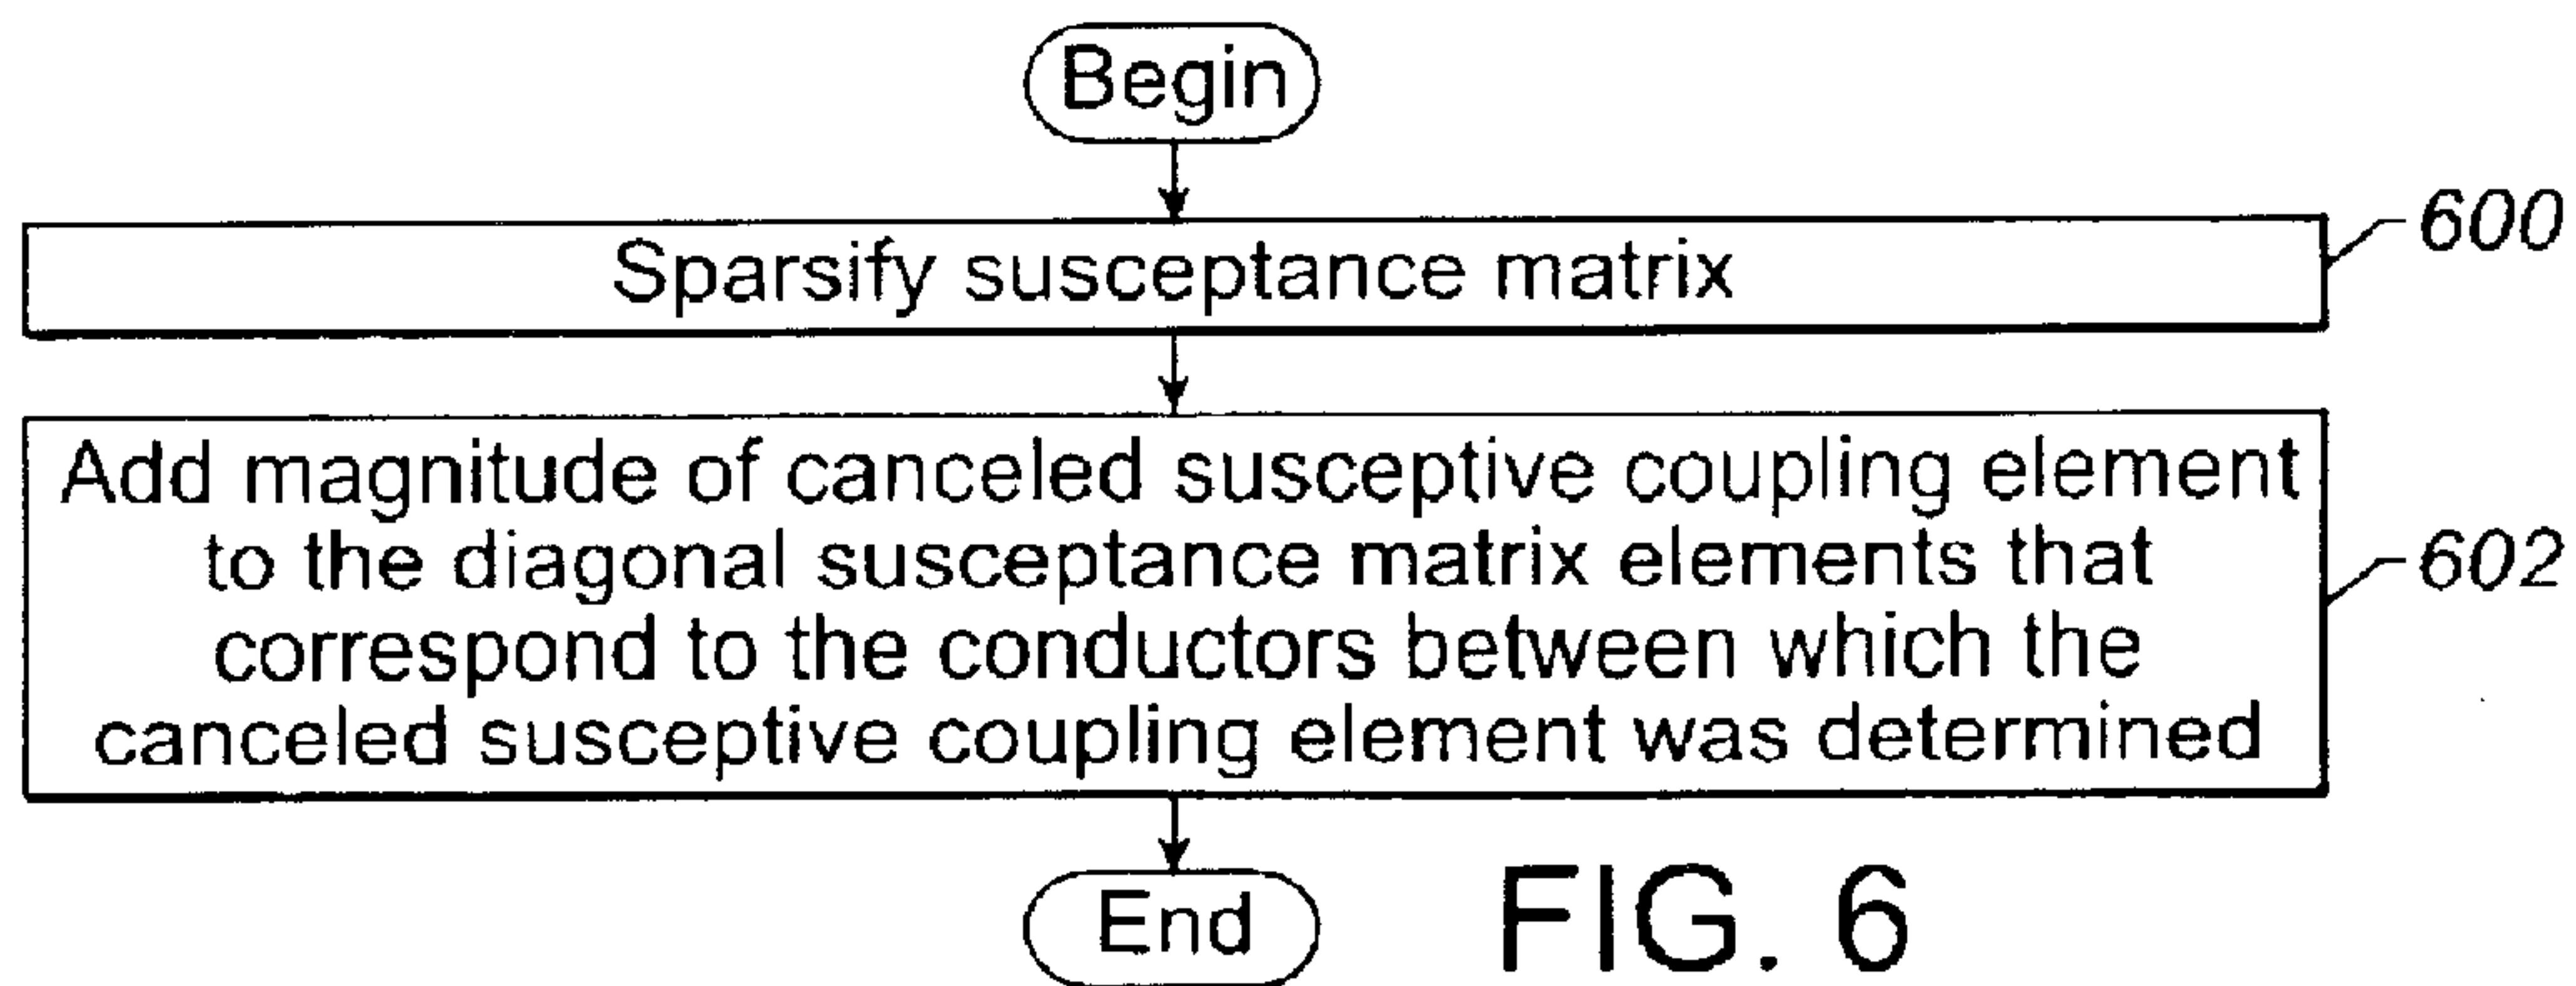 Begin
Sparsify susceptance matrix
600
Add magnitude of canceled susceptive coupling element
to the diagonal susceptance matrix elements that
correspond to the conductors between which the
canceled susceptive coupling element was determined
602
End
FIG. 6